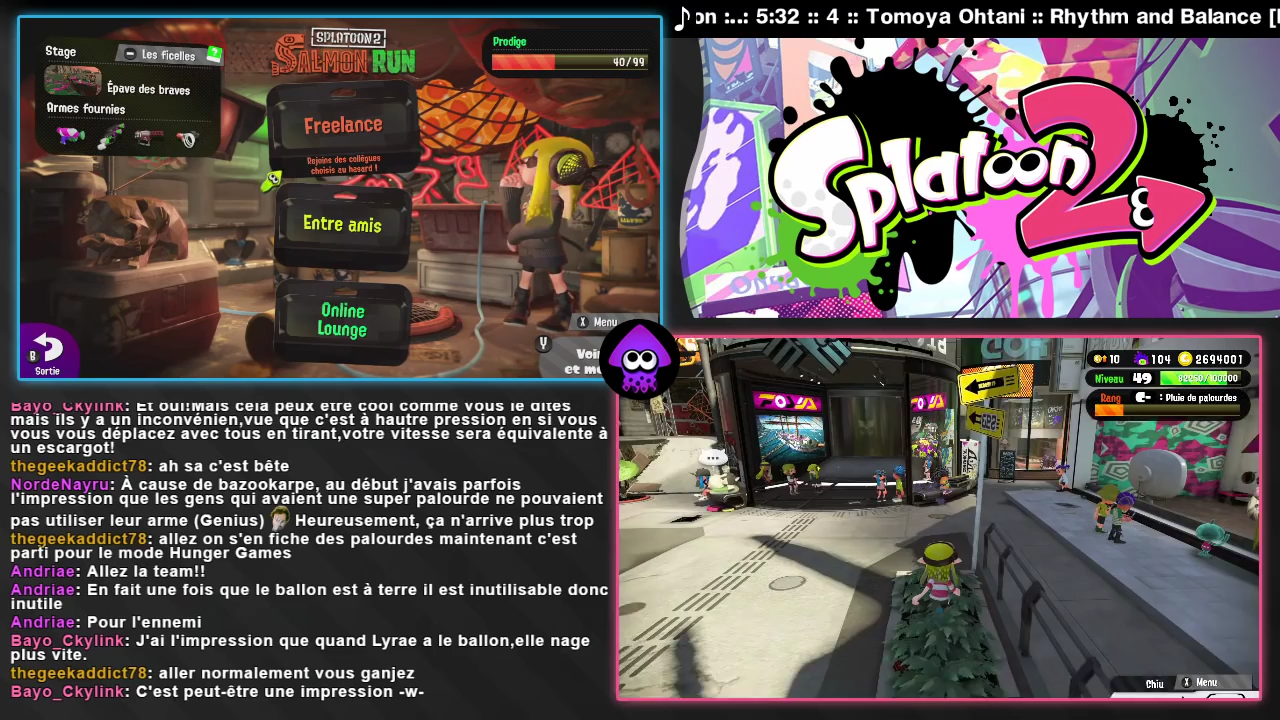 ♪on :..: 5:32 :: 4 :: Tomoya Ohtani :: Rhythm and Balance [
Stage
Les ficelles
?
Épave des braves
Armes fournies
SPLATOON 2
SALMON RUN
Prodige
40/99
Freelance
Rejoins des collègues
choisis au hasard !
Entre amis
Online
Lounge
B
Sortie
X Menu
Y
Voir
et m
Splatoon 2
10 104 2694001
Niveau 49
Rang C- : Pluie de palourdes
Chiu
X Menu
Bayo_Ckylink: Et oui!Mais cela peux être cool comme vous le dites
mais ils y a un inconvénien,vue que c'est à hautre pression en si vous
vous vous déplacez avec tous en tirant,votre vitesse sera équivalente à
un escargot!
thegeekaddict78: ah sa c'est bête
NordeNayru: À cause de bazookarpe, au début j'avais parfois
l'impression que les gens qui avaient une super palourde ne pouvaient
pas utiliser leur arme (Genius) Heureusement, ça n'arrive plus trop
thegeekaddict78: allez on s'en fiche des palourdes maintenant c'est
parti pour le mode Hunger Games
Andriae: Allez la team!!
Andriae: En fait une fois que le ballon est à terre il est inutilisable donc
inutile
Andriae: Pour l'ennemi
Bayo_Ckylink: J'ai l'impression que quand Lyrae a le ballon,elle nage
plus vite.
thegeekaddict78: aller normalement vous ganjez
Bayo_Ckylink: C'est peut-être une impression -w-